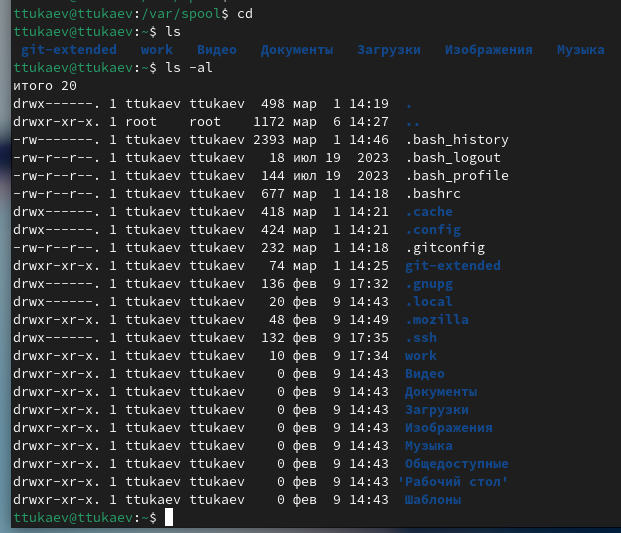 ttukaev@ttukaev:/var/spool$ cd
ttukaev@ttukaev:~$ ls
git-extended work Видео Документы Загрузки Изображения Музыка
ttukaev@ttukaev:~$ ls -al
итого 20
drwx------. 1 ttukaev ttukaev 498 мар 1 14:19 .
drwxr-xr-x. 1 root root 1172 мар 6 14:27 ..
-rw-------. 1 ttukaev ttukaev 2393 мар 1 14:46 .bash_history
-rw-r--r--. 1 ttukaev ttukaev 18 июл 19 2023 .bash_logout
-rw-r--r--. 1 ttukaev ttukaev 144 июл 19 2023 .bash_profile
-rw-r--r--. 1 ttukaev ttukaev 677 мар 1 14:18 .bashrc
drwx------. 1 ttukaev ttukaev 418 мар 1 14:21 .cache
drwx------. 1 ttukaev ttukaev 424 мар 1 14:21 .config
-rw-r--r--. 1 ttukaev ttukaev 232 мар 1 14:18 .gitconfig
drwxr-xr-x. 1 ttukaev ttukaev 74 мар 1 14:25 git-extended
drwx------. 1 ttukaev ttukaev 136 фев 9 17:32 .gnupg
drwx------. 1 ttukaev ttukaev 20 фев 9 14:43 .local
drwxr-xr-x. 1 ttukaev ttukaev 48 фев 9 14:49 .mozilla
drwx------. 1 ttukaev ttukaev 132 фев 9 17:35 .ssh
drwxr-xr-x. 1 ttukaev ttukaev 10 фев 9 17:34 work
drwxr-xr-x. 1 ttukaev ttukaev 0 фев 9 14:43 Видео
drwxr-xr-x. 1 ttukaev ttukaev 0 фев 9 14:43 Документы
drwxr-xr-x. 1 ttukaev ttukaev 0 фев 9 14:43 Загрузки
drwxr-xr-x. 1 ttukaev ttukaev 0 фев 9 14:43 Изображения
drwxr-xr-x. 1 ttukaev ttukaev 0 фев 9 14:43 Музыка
drwxr-xr-x. 1 ttukaev ttukaev 0 фев 9 14:43 Общедоступные
drwxr-xr-x. 1 ttukaev ttukaev 0 фев 9 14:43 'Рабочий стол'
drwxr-xr-x. 1 ttukaev ttukaev 0 фев 9 14:43 Шаблоны
ttukaev@ttukaev:~$